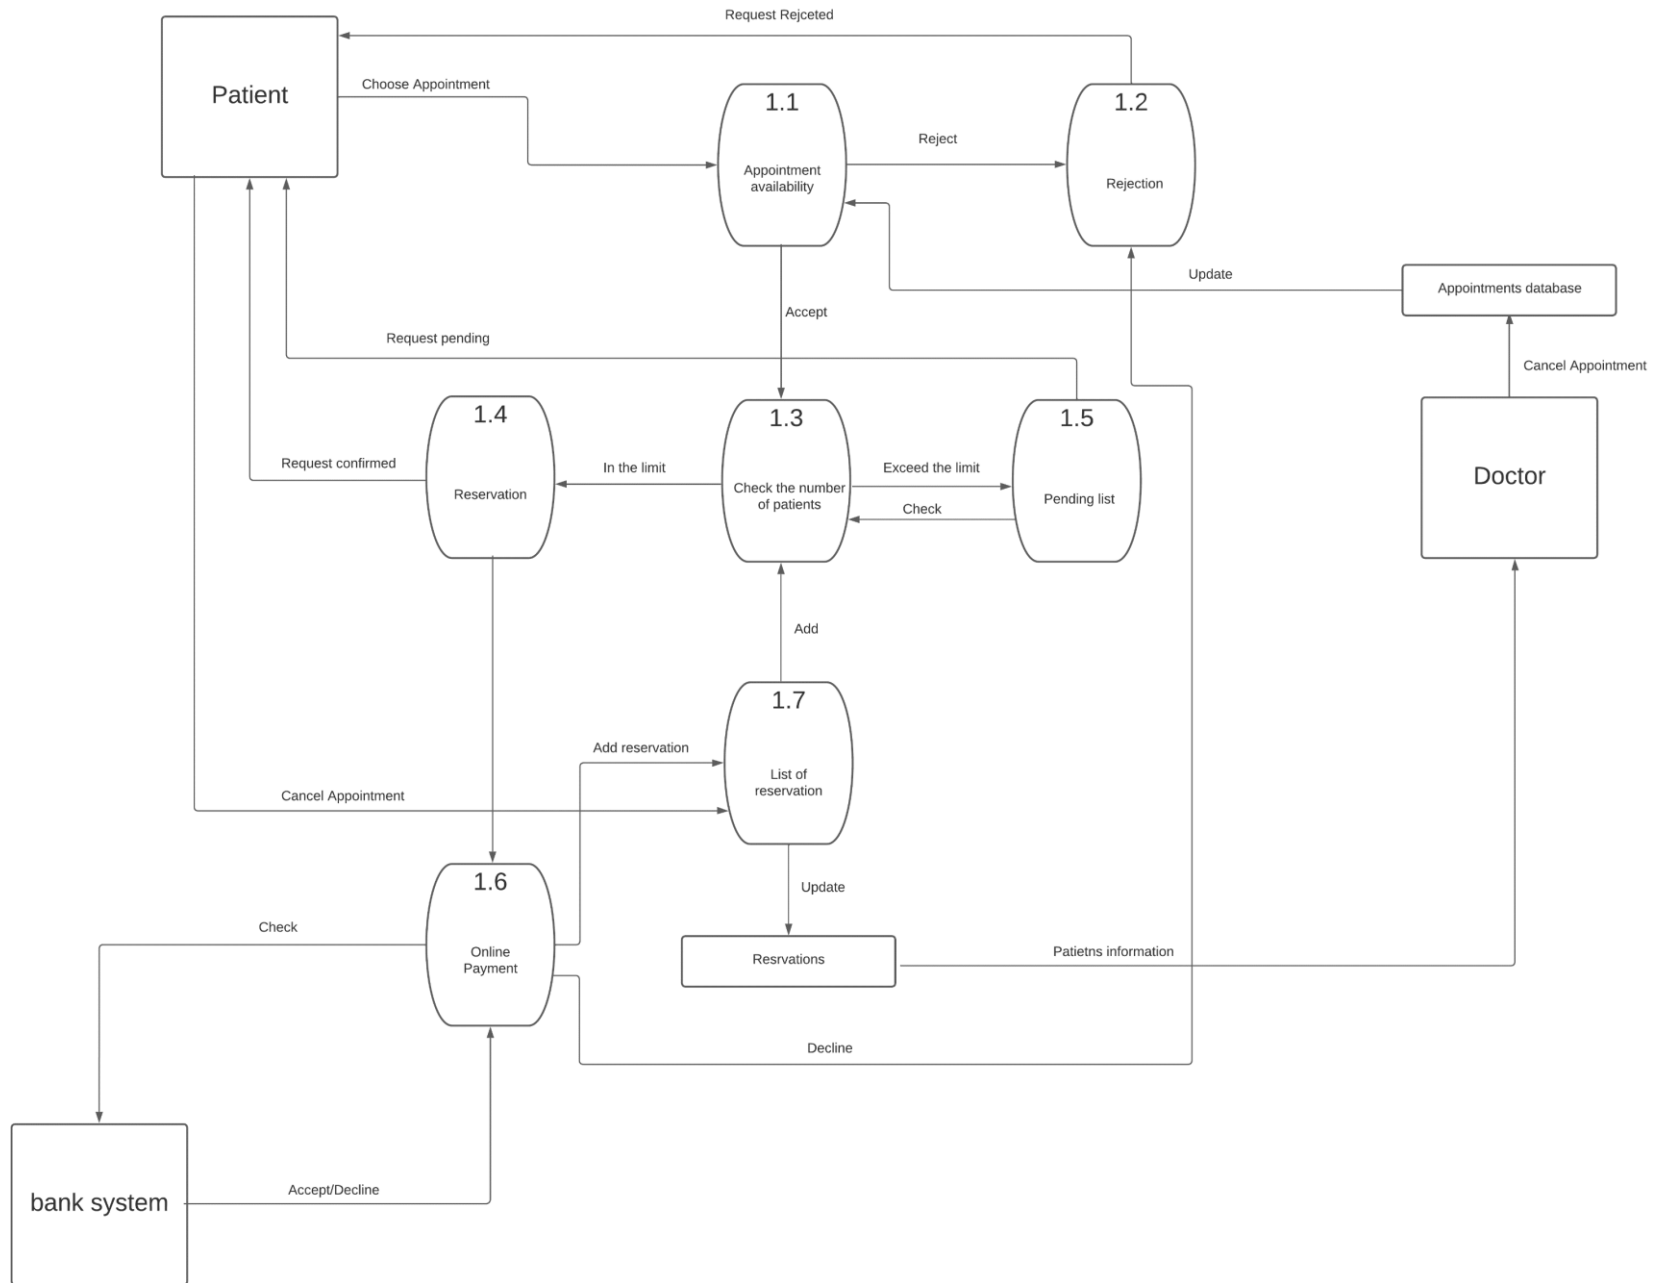 Request Rejceted
Patient
Choose Appointment
1.1
Appointment
availability
Reject
1.2
Rejection
Update
Appointments database
Accept
Request pending
Cancel Appointment
1.4
Reservation
Request confirmed
In the limit
1.3
Check the number
of patients
Exceed the limit
Check
1.5
Pending list
Doctor
Add
1.7
List of
reservation
Add reservation
Cancel Appointment
Update
1.6
Online
Payment
Check
Resrvations
Patietns information
Decline
bank system
Accept/Decline